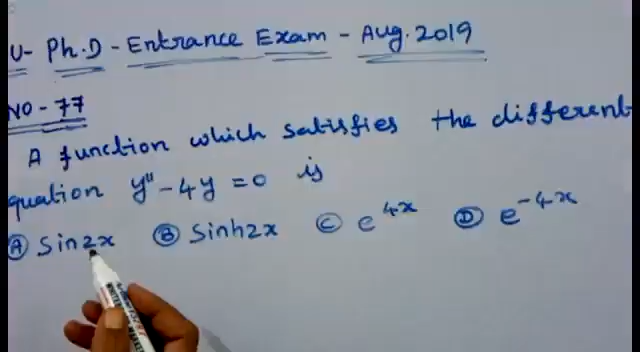 U- Ph.D - Entrance Exam - Aug. 2019
NO - 77
A function which satisfies the different
quation y" - 4y = 0 is
Ⓐ Sin2x Ⓑ Sinh2x Ⓒ e^4x Ⓓ e^-4x